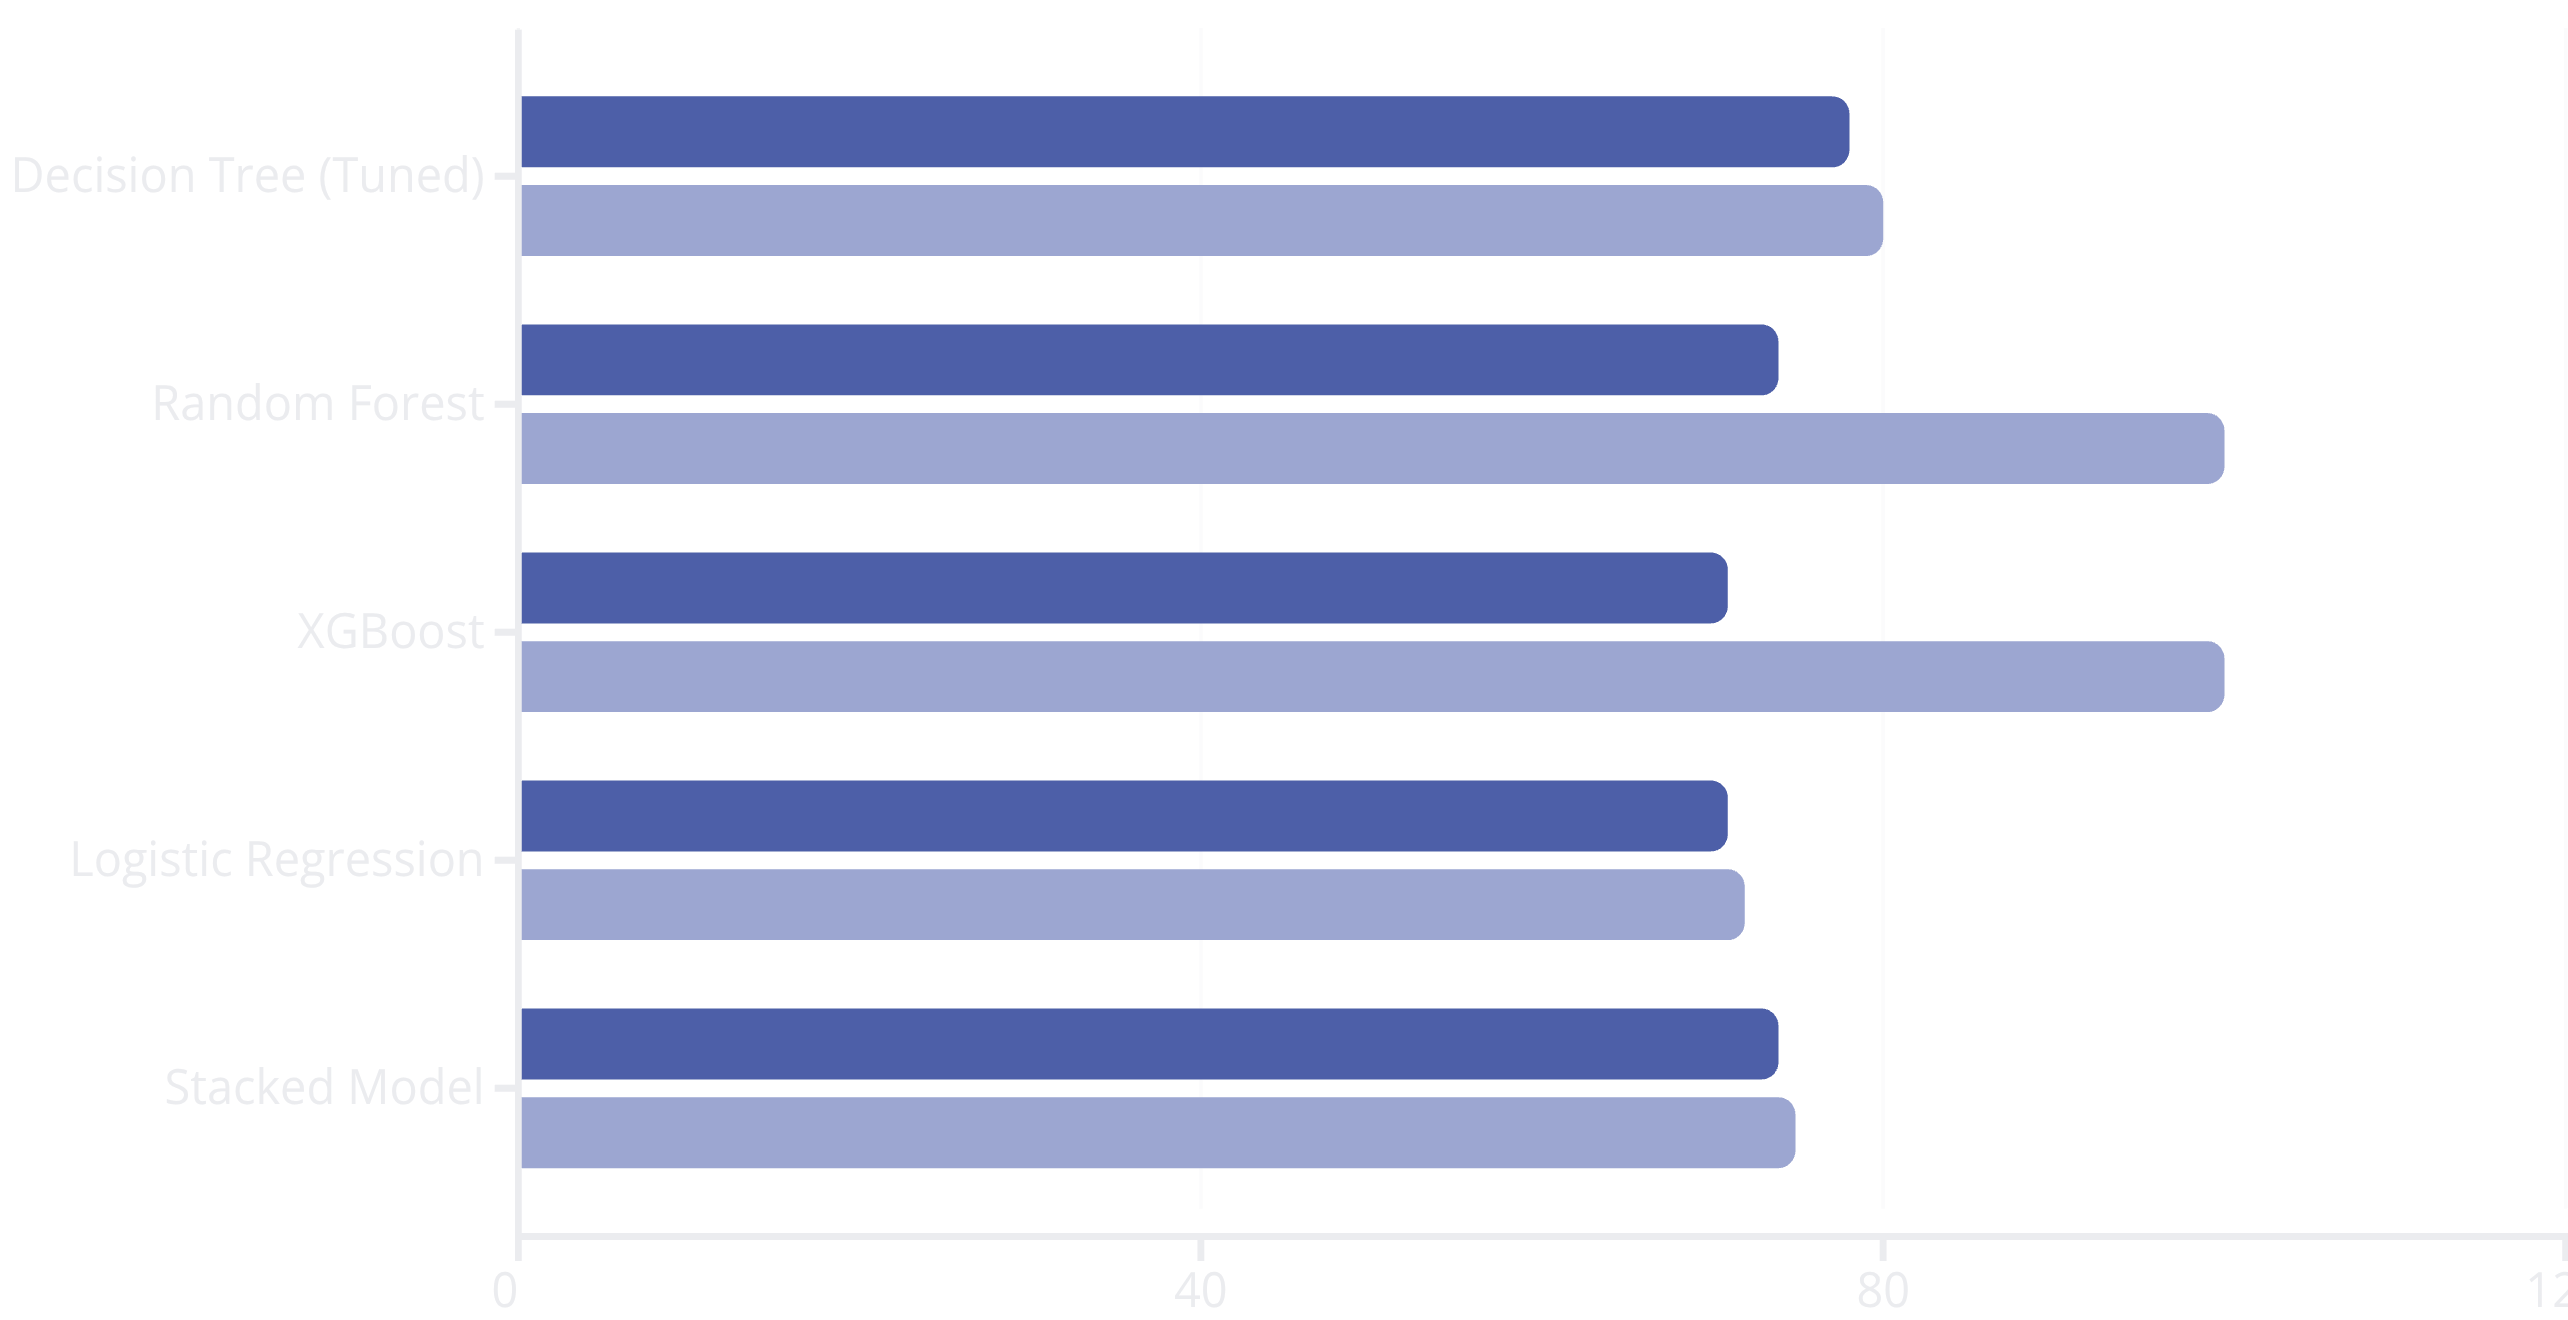 Decision Tree (Tuned)
Random Forest
XGBoost
Logistic Regression
Stacked Model
0 40 80